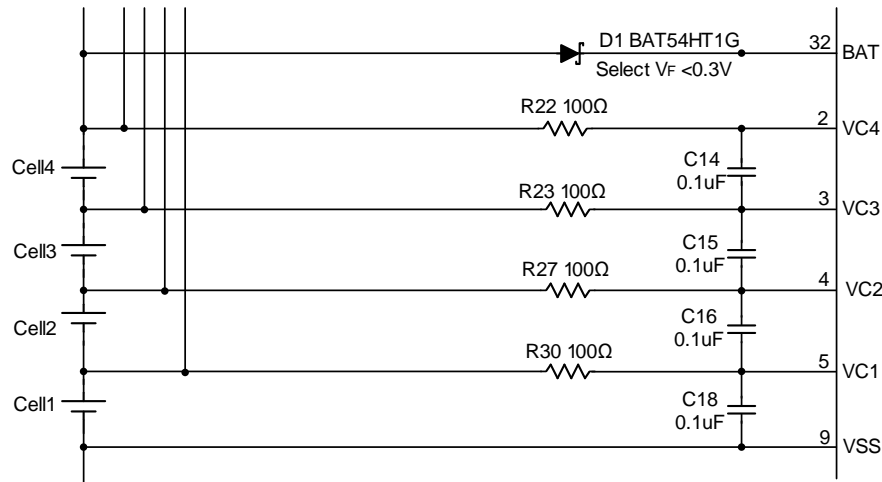 D1 BAT54HT1G
32
BAT
Select VF <0.3V
R22 100Ω
2
VC4
Cell4
C14
0.1uF
R23 100Ω
3
VC3
Cell3
C15
0.1uF
R27 100Ω
4
VC2
Cell2
C16
0.1uF
R30 100Ω
5
VC1
Cell1
C18
0.1uF
9
VSS